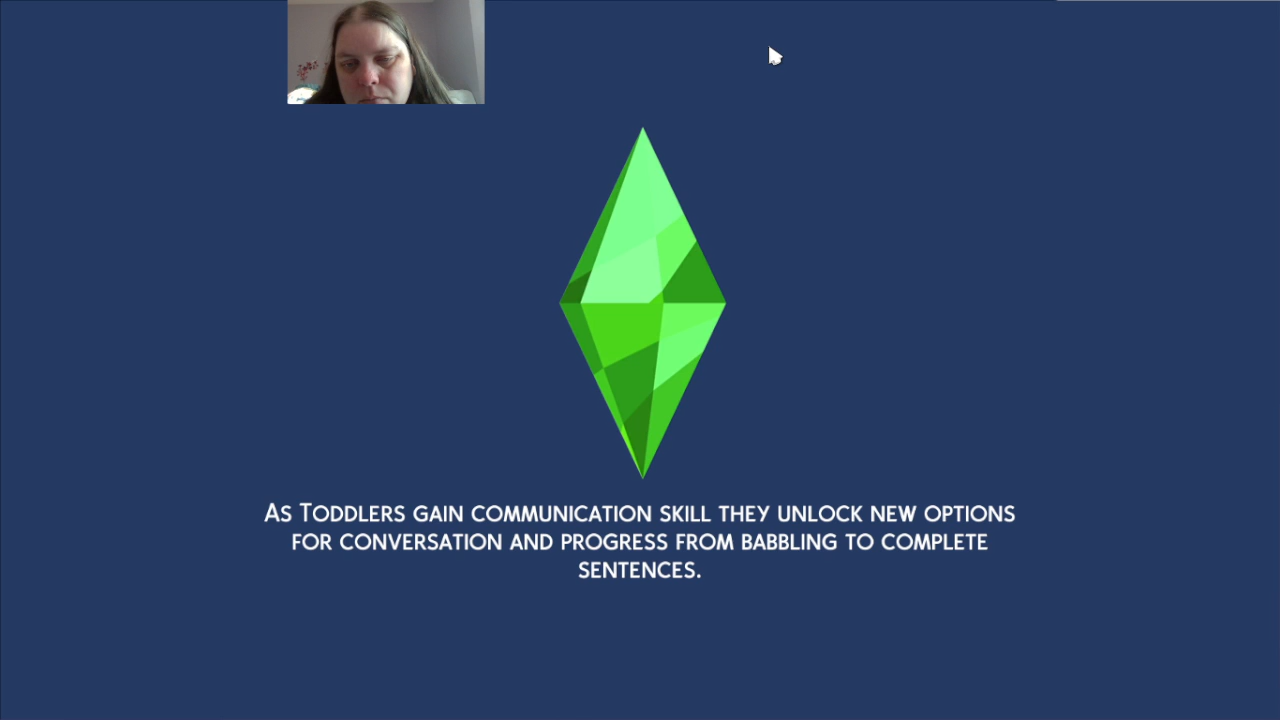 As Toddlers gain communication skill they unlock new options
for conversation and progress from babbling to complete
sentences.